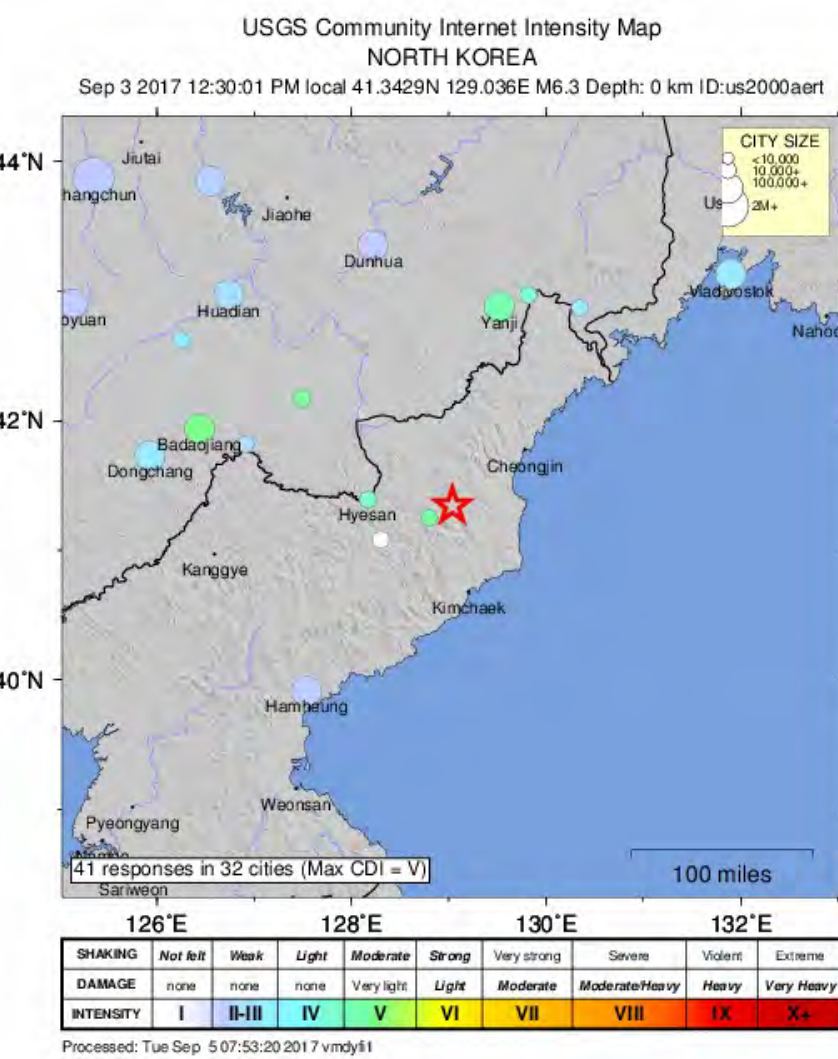 USGS Community Internet Intensity Map
NORTH KOREA
Sep 3 2017 12:30:01 PM local 41.3429N 129.036E M6.3 Depth: 0 km ID:us2000aert
CITY SIZE
<10,000
10,000+
100,000+
2M+
44°N
Jiutai
hangchun
Jiaohe
Us
Dunhua
Vladivostok
oyuan
Huadian
Yanji
Nahod
42°N
Badaojiang
Dongchang
Cheongjin
Hyesan
Kanggye
Kimchaek
40°N
Hamheung
Weonsan
Pyeongyang
41 responses in 32 cities (Max CDI = V)
100 miles
Sariweon
126°E 128°E 130°E 132°E
SHAKING Not felt Weak Light Moderate Strong Very strong Severe Violent Extreme
DAMAGE none none none Very light Light Moderate Moderate/Heavy Heavy Very Heavy
INTENSITY I II-III IV V VI VII VIII IX X+
Processed: Tue Sep 5 07:53:20 2017 vmdyfi1